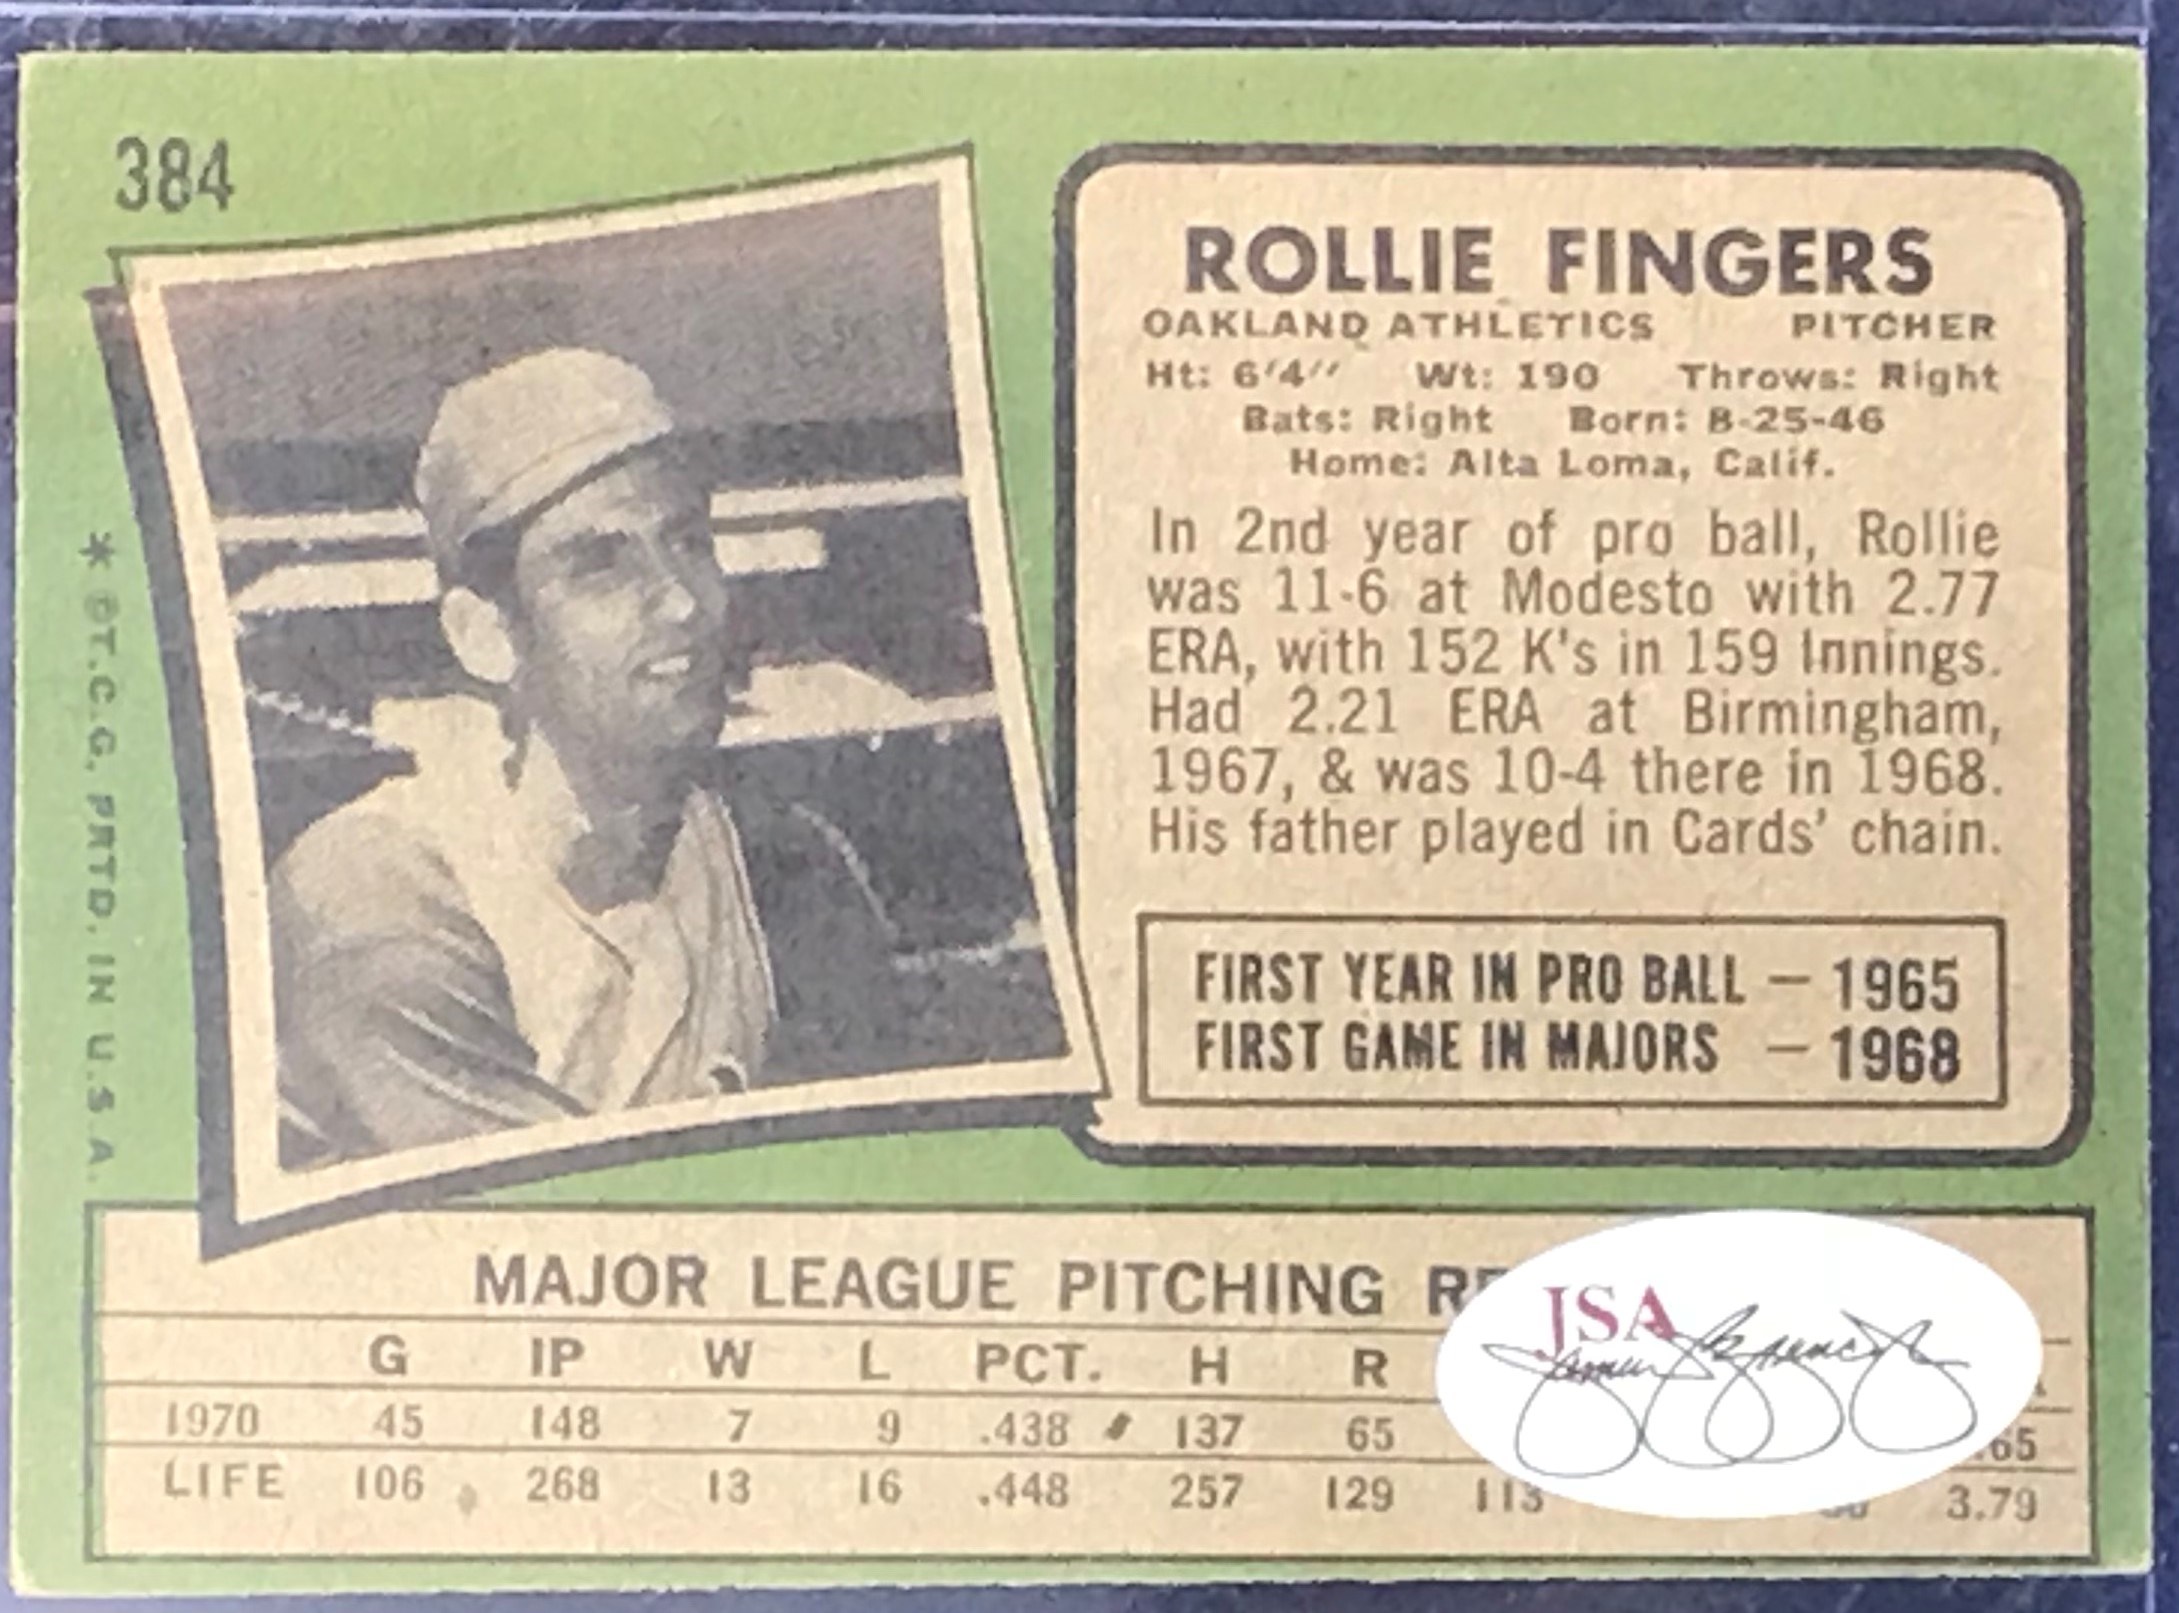 384
ROLLIE FINGERS
OAKLAND ATHLETICS PITCHER
Ht: 6'4" Wt: 190 Throws: Right
Bats: Right Born: 8-25-46
Home: Alta Loma, Calif.
In 2nd year of pro ball, Rollie
was 11-6 at Modesto with 2.77
ERA, with 152 K's in 159 Innings.
Had 2.21 ERA at Birmingham,
1967, & was 10-4 there in 1968.
His father played in Cards' chain.
FIRST YEAR IN PRO BALL — 1965
FIRST GAME IN MAJORS — 1968
* ©T.C.G. PRTD. IN U.S.A.
MAJOR LEAGUE PITCHING
G IP W L PCT. H R
1970 45 148 7 9 .438 137 65 .65
LIFE 106 268 13 16 .448 257 129 113 3.79
JSA